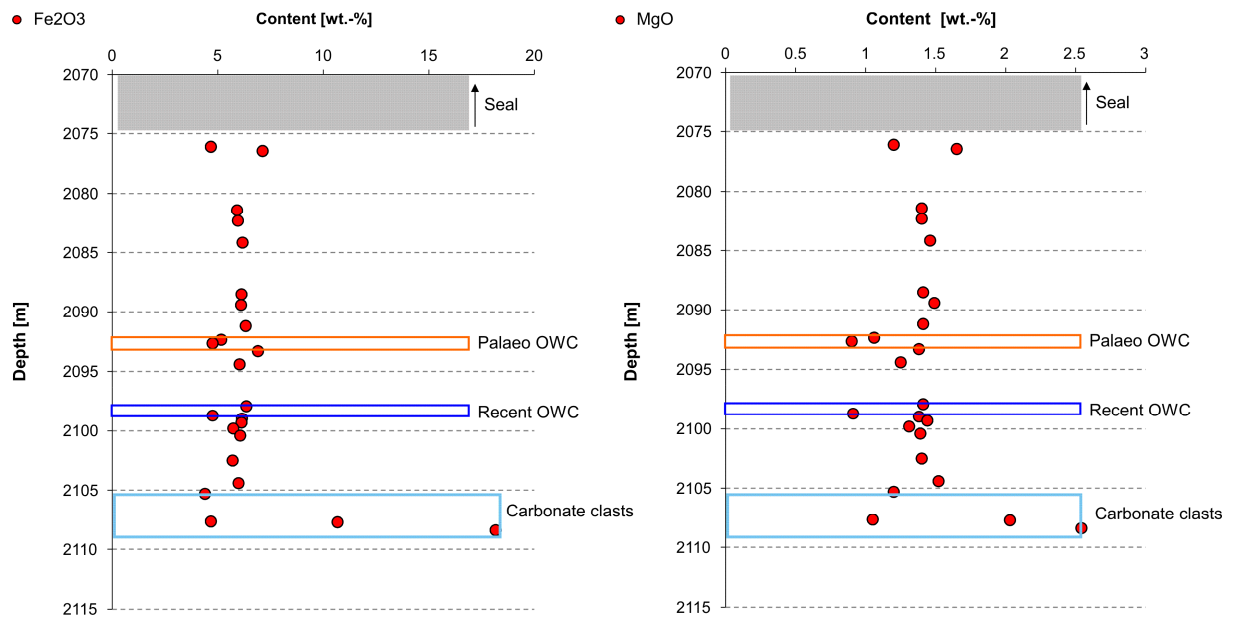 Fe2O3
Content [wt.-%]
0 5 10 15 20
2070
Seal
2075
2080
2085
2090
Palaeo OWC
2095
Recent OWC
2100
2105
Carbonate clasts
2110
2115
Depth [m]
MgO
Content [wt.-%]
0 0.5 1 1.5 2 2.5 3
2070
Seal
2075
2080
2085
2090
Palaeo OWC
2095
Recent OWC
2100
2105
Carbonate clasts
2110
2115
Depth [m]